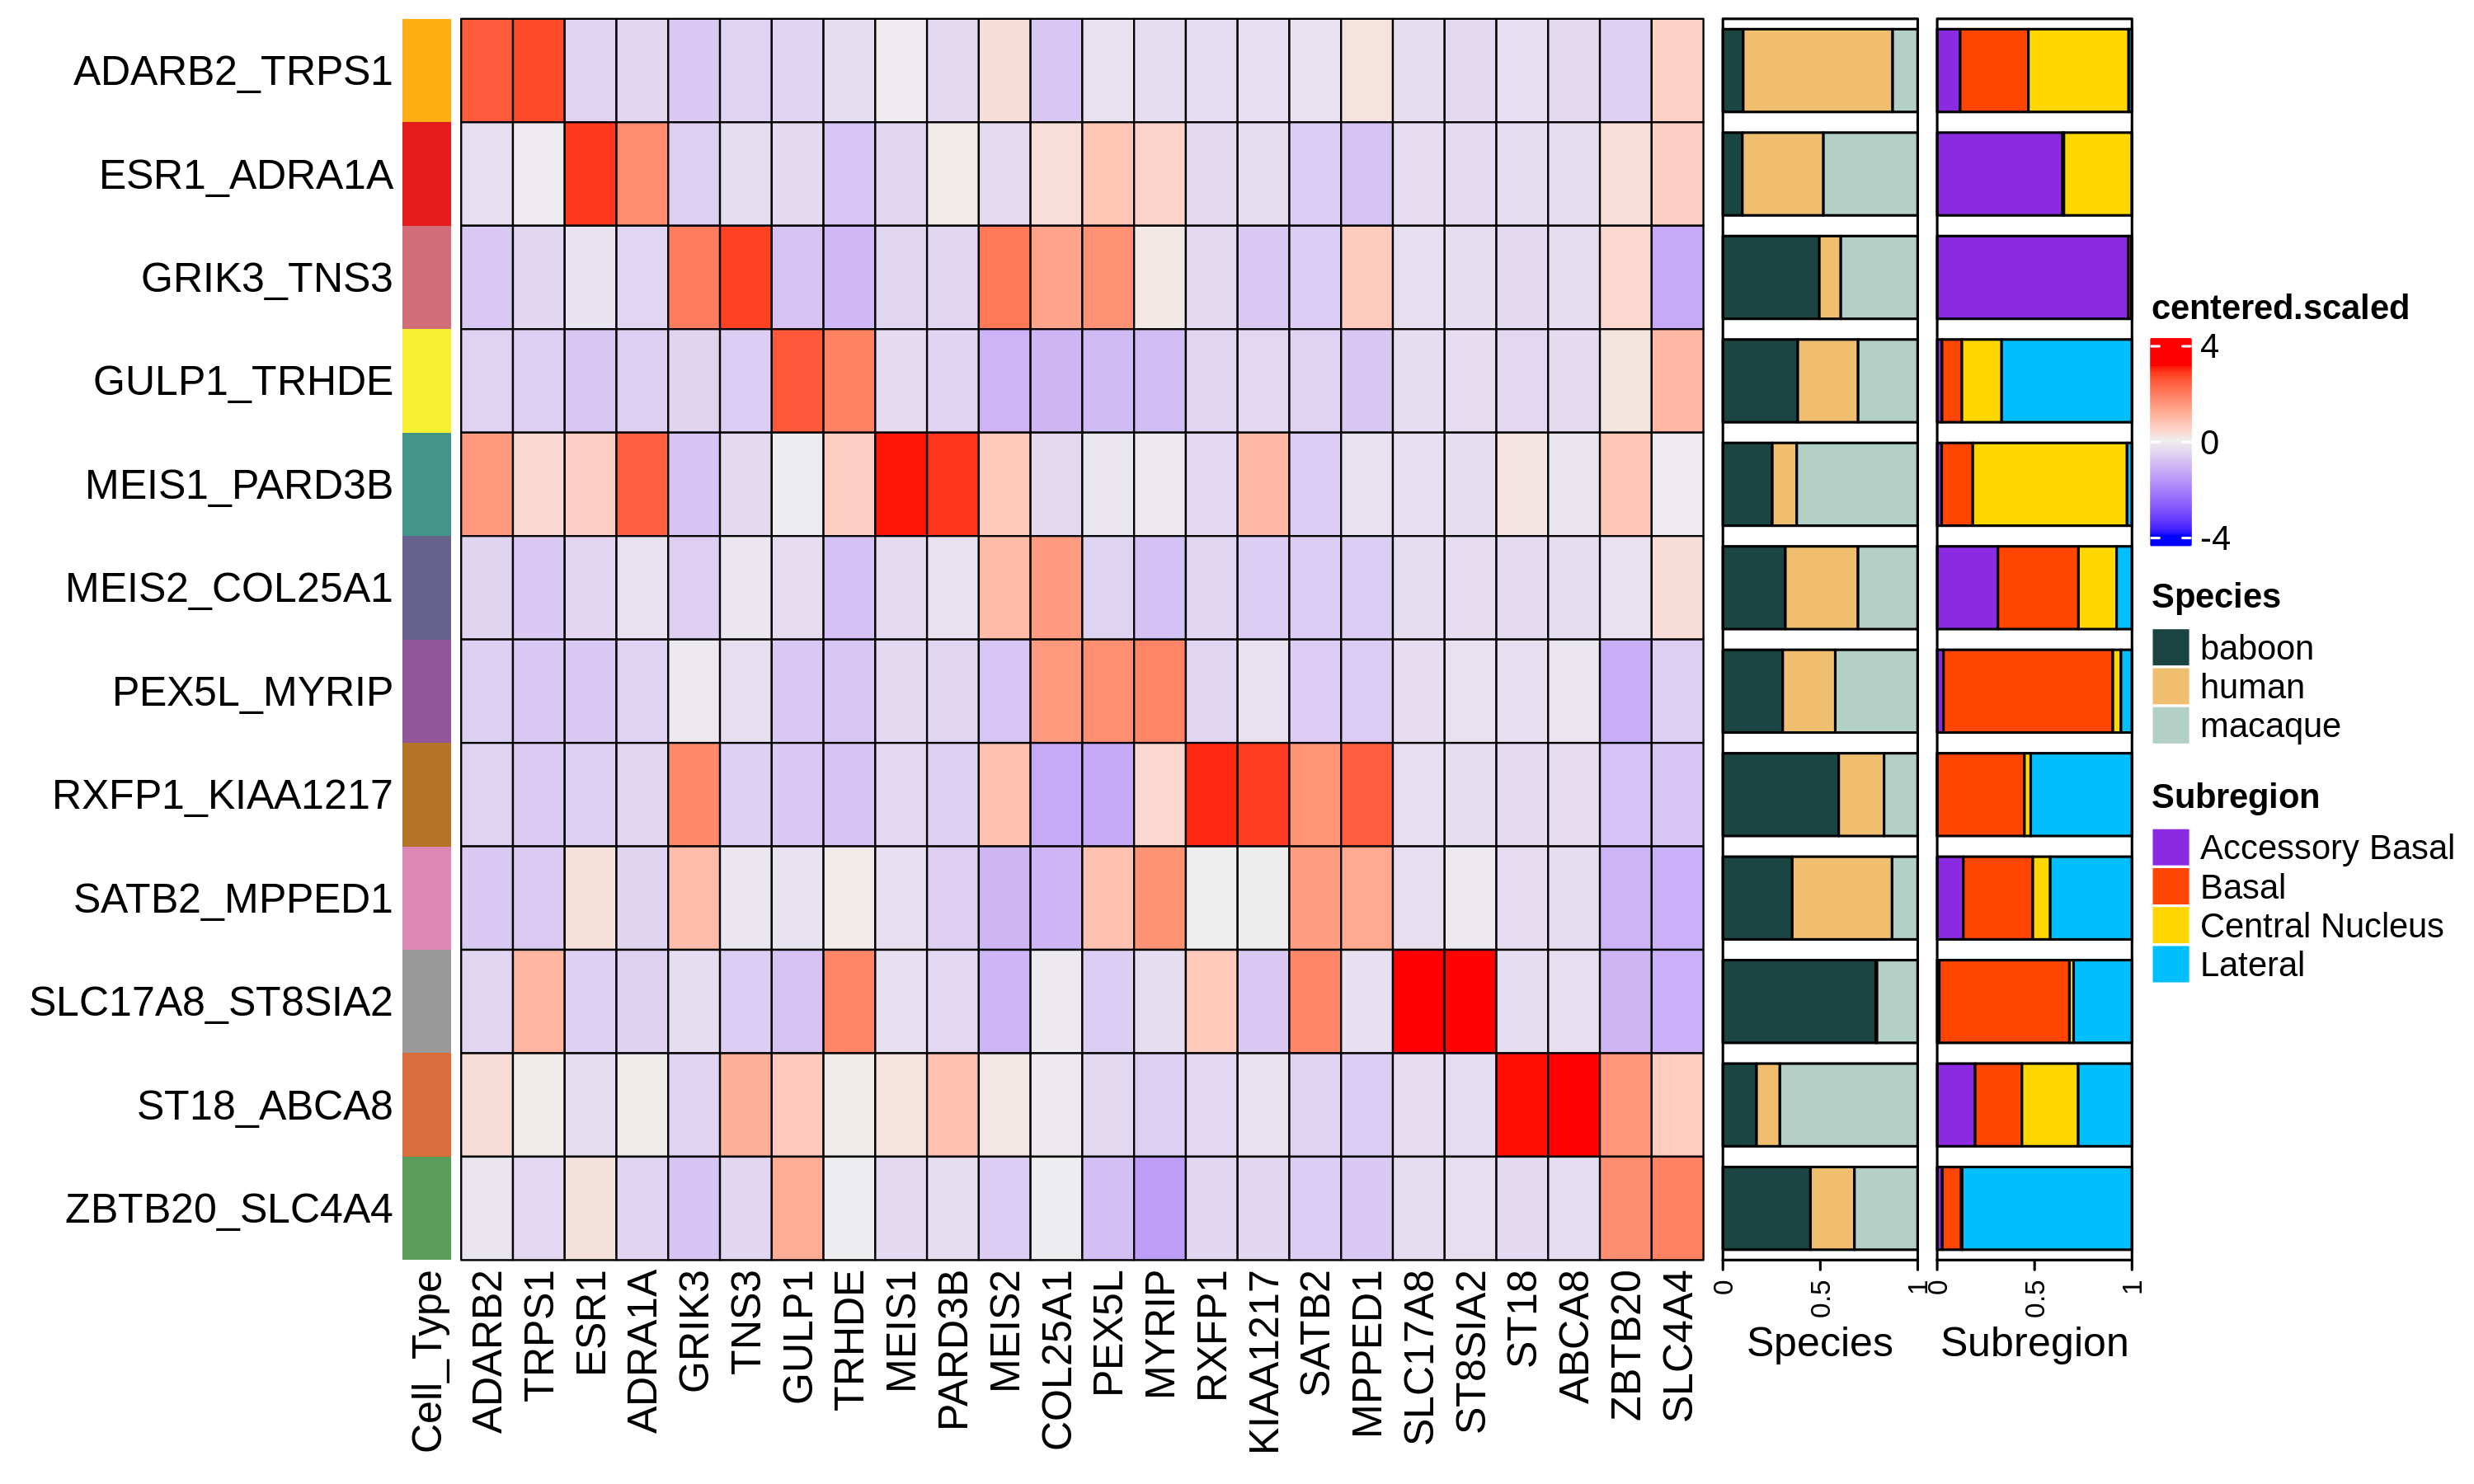 ADARB2_TRPS1
ESR1_ADRA1A
GRIK3_TNS3
GULP1_TRHDE
MEIS1_PARD3B
MEIS2_COL25A1
PEX5L_MYRIP
RXFP1_KIAA1217
SATB2_MPPED1
SLC17A8_ST8SIA2
ST18_ABCA8
ZBTB20_SLC4A4
Cell_Type
ADARB2
TRPS1
ESR1
ADRA1A
GRIK3
TNS3
GULP1
TRHDE
MEIS1
PARD3B
MEIS2
COL25A1
PEX5L
MYRIP
RXFP1
KIAA1217
SATB2
MPPED1
SLC17A8
ST8SIA2
ST18
ABCA8
ZBTB20
SLC4A4
0
0.5
1
Species
0
0.5
1
Subregion
centered.scaled
4
0
-4
Species
baboon
human
macaque
Subregion
Accessory Basal
Basal
Central Nucleus
Lateral